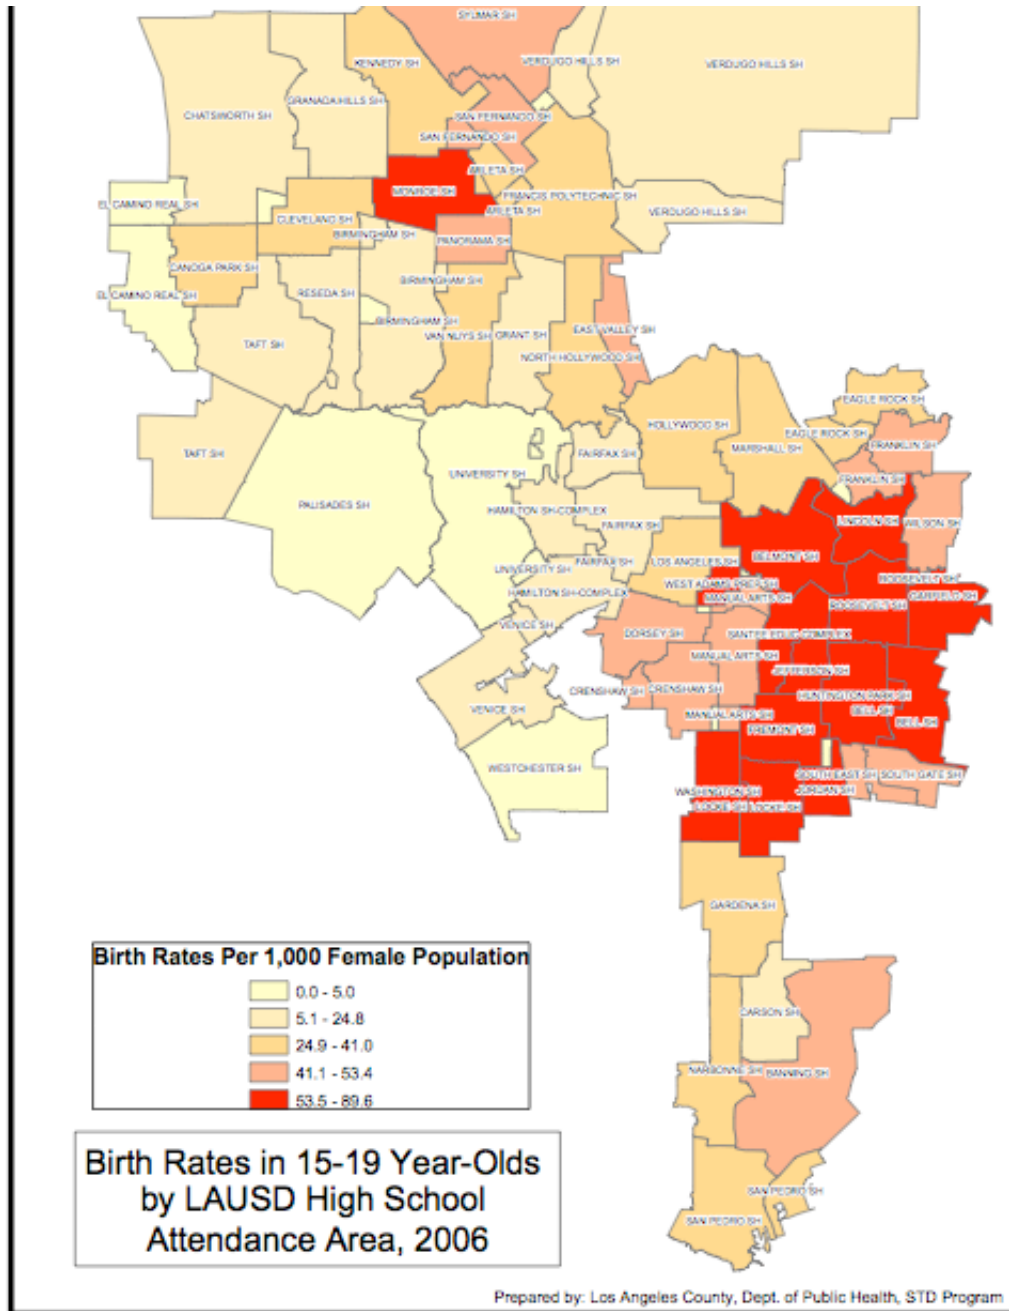 SYLMAR SH
VERDUGO HILLS SH
VERDUGO HILLS SH
KENNEDY SH
GRANADA HILLS SH
CHATSWORTH SH
SAN FERNANDO SH
SAN FERNANDO SH
ARLETA SH
MONROE SH
FRANCIS POLYTECHNIC SH
EL CAMINO REAL SH
ARLETA SH
VERDUGO HILLS SH
CLEVELAND SH
BIRMINGHAM SH
PANORAMA SH
CANOGA PARK SH
BIRMINGHAM SH
EL CAMINO REAL SH
RESEDA SH
BIRMINGHAM SH
EAST VALLEY SH
VAN NUYS SH
GRANT SH
TAFT SH
NORTH HOLLYWOOD SH
EAGLE ROCK SH
HOLLYWOOD SH
EAGLE ROCK SH
MARSHALL SH
FRANKLIN SH
TAFT SH
FAIRFAX SH
UNIVERSITY SH
FRANKLIN SH
PALISADES SH
HAMILTON SH-COMPLEX
FAIRFAX SH
LINCOLN SH
WILSON SH
BELMONT SH
FAIRFAX SH
LOS ANGELES SH
UNIVERSITY SH
WEST ADAMS PREP SH
ROOSEVELT SH
HAMILTON SH-COMPLEX
MANUAL ARTS SH
GARFIELD SH
ROOSEVELT SH
VENICE SH
DORSEY SH
SANTEE EDUC COMPLEX
MANUAL ARTS SH
JEFFERSON SH
CRENSHAW SH
CRENSHAW SH
HUNTINGTON PARK SH
VENICE SH
MANUAL ARTS SH
BELL SH
BELL SH
FREMONT SH
WESTCHESTER SH
SOUTH EAST SH
SOUTH GATE SH
WASHINGTON SH
JORDAN SH
LOCKE SH
LOCKE SH
GARDENA SH
Birth Rates Per 1,000 Female Population
0.0 - 5.0
5.1 - 24.8
24.9 - 41.0
41.1 - 53.4
53.5 - 89.6
CARSON SH
NARBONNE SH
BANNING SH
Birth Rates in 15-19 Year-Olds
by LAUSD High School
Attendance Area, 2006
SAN PEDRO SH
SAN PEDRO SH
Prepared by: Los Angeles County, Dept. of Public Health, STD Program